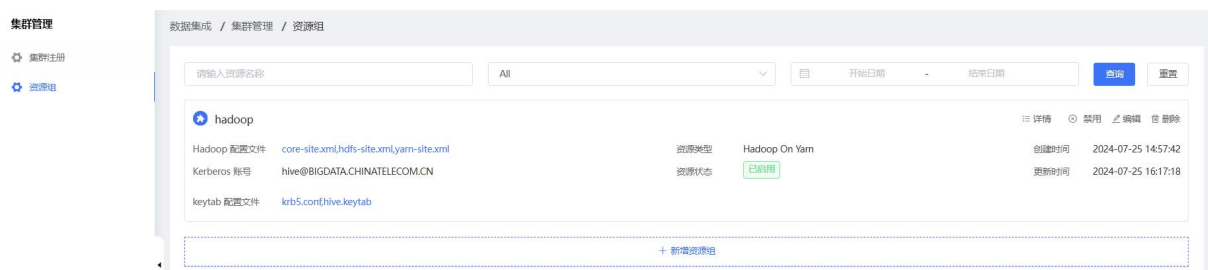 集群管理
集群注册
资源组
数据集成 / 集群管理 / 资源组
请输入资源名称 All 开始日期 - 结束日期 查询 重置
hadoop 详情 禁用 编辑 删除
Hadoop 配置文件 core-site.xml,hdfs-site.xml,yarn-site.xml 资源类型 Hadoop On Yarn 创建时间 2024-07-25 14:57:42
Kerberos 账号 hive@BIGDATA.CHINATELECOM.CN 资源状态 已启用 更新时间 2024-07-25 16:17:18
keytab 配置文件 krb5.conf,hive.keytab
+ 新增资源组